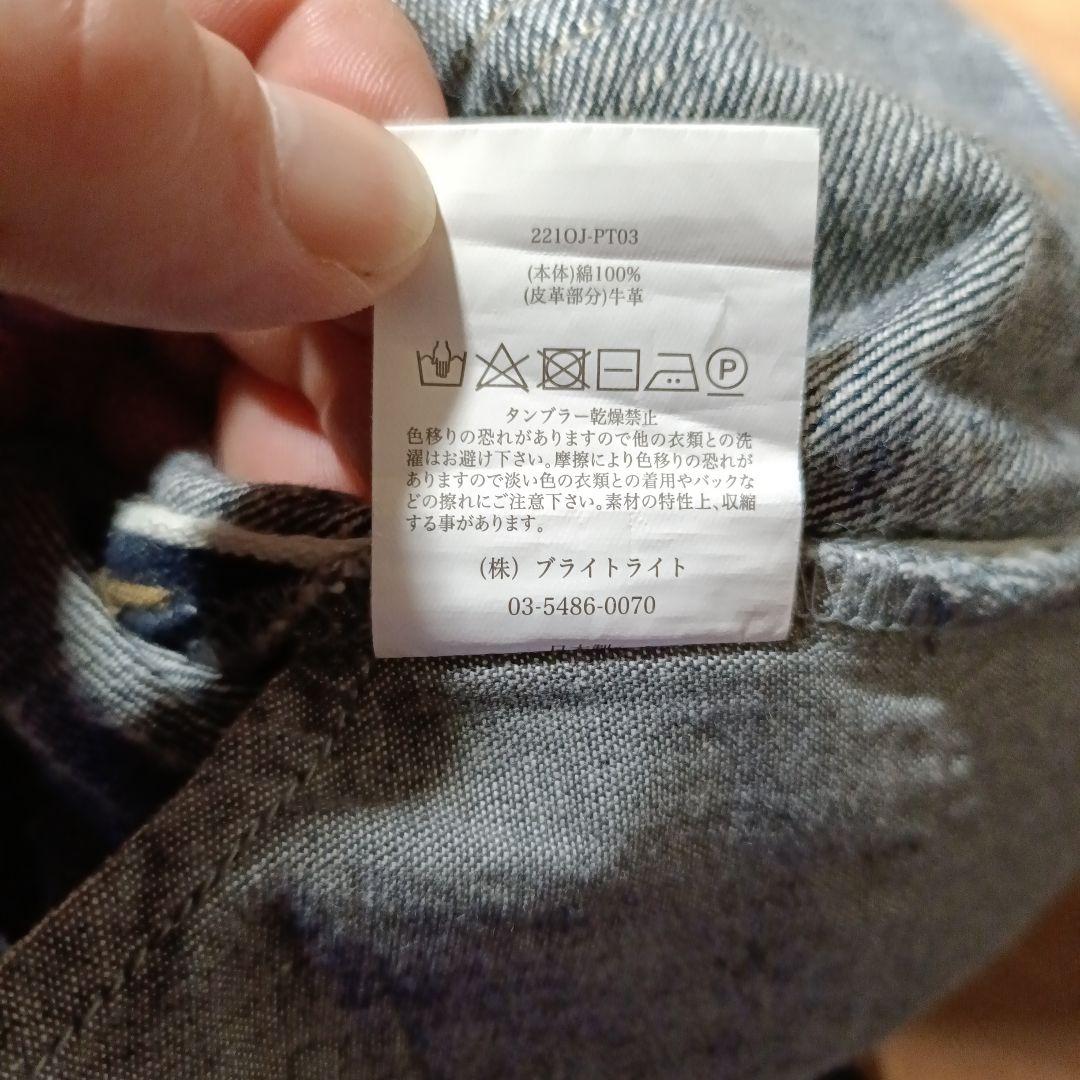 221OJ-PT03
(本体)綿100%
(皮革部分)牛革
P
タンブラー乾燥禁止
色移りの恐れがありますので他の衣類との洗
濯はお避け下さい。摩擦により色移りの恐れが
ありますので淡い色の衣類との着用やバックな
どの擦れにご注意下さい。素材の特性上、収縮
する事があります。
(株) ブライトライト
03-5486-0070